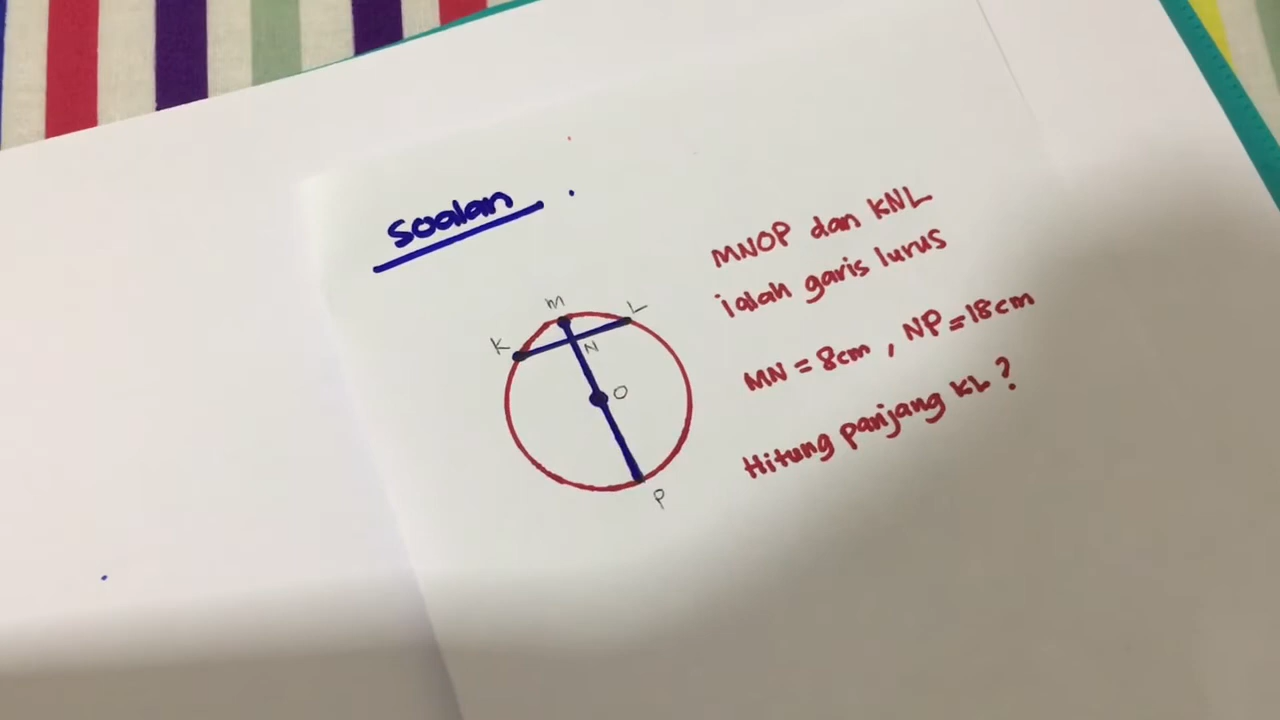 soalan
MNOP dan KNL
ialah garis lurus
MN = 8cm, NP = 18cm
Hitung panjang KL?
M
L
K
N
O
P